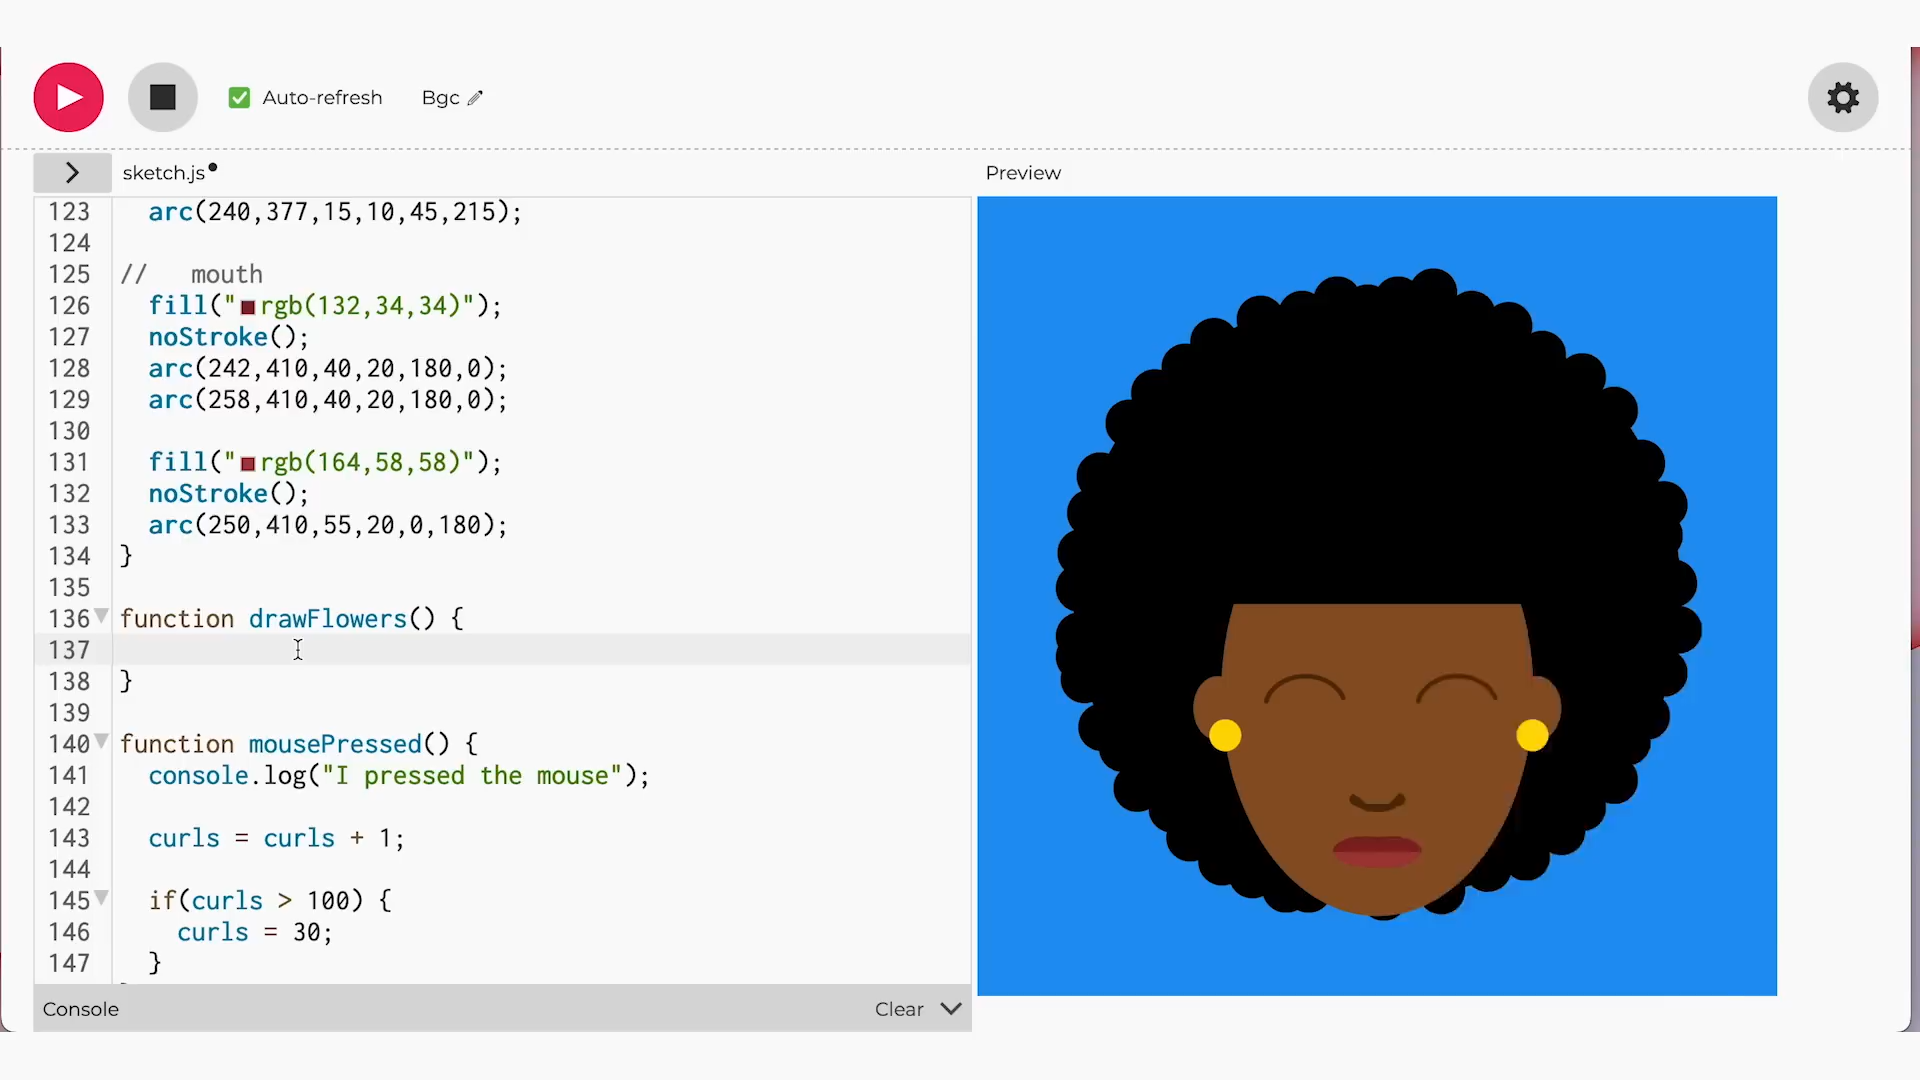 Auto-refresh Bgc
sketch.js
Preview
123 arc(240,377,15,10,45,215);
124
125 // mouth
126 fill("rgb(132,34,34)");
127 noStroke();
128 arc(242,410,40,20,180,0);
129 arc(258,410,40,20,180,0);
130
131 fill("rgb(164,58,58)");
132 noStroke();
133 arc(250,410,55,20,0,180);
134 }
135
136 function drawFlowers() {
137
138 }
139
140 function mousePressed() {
141 console.log("I pressed the mouse");
142
143 curls = curls + 1;
144
145 if(curls > 100) {
146 curls = 30;
147 }
Console Clear